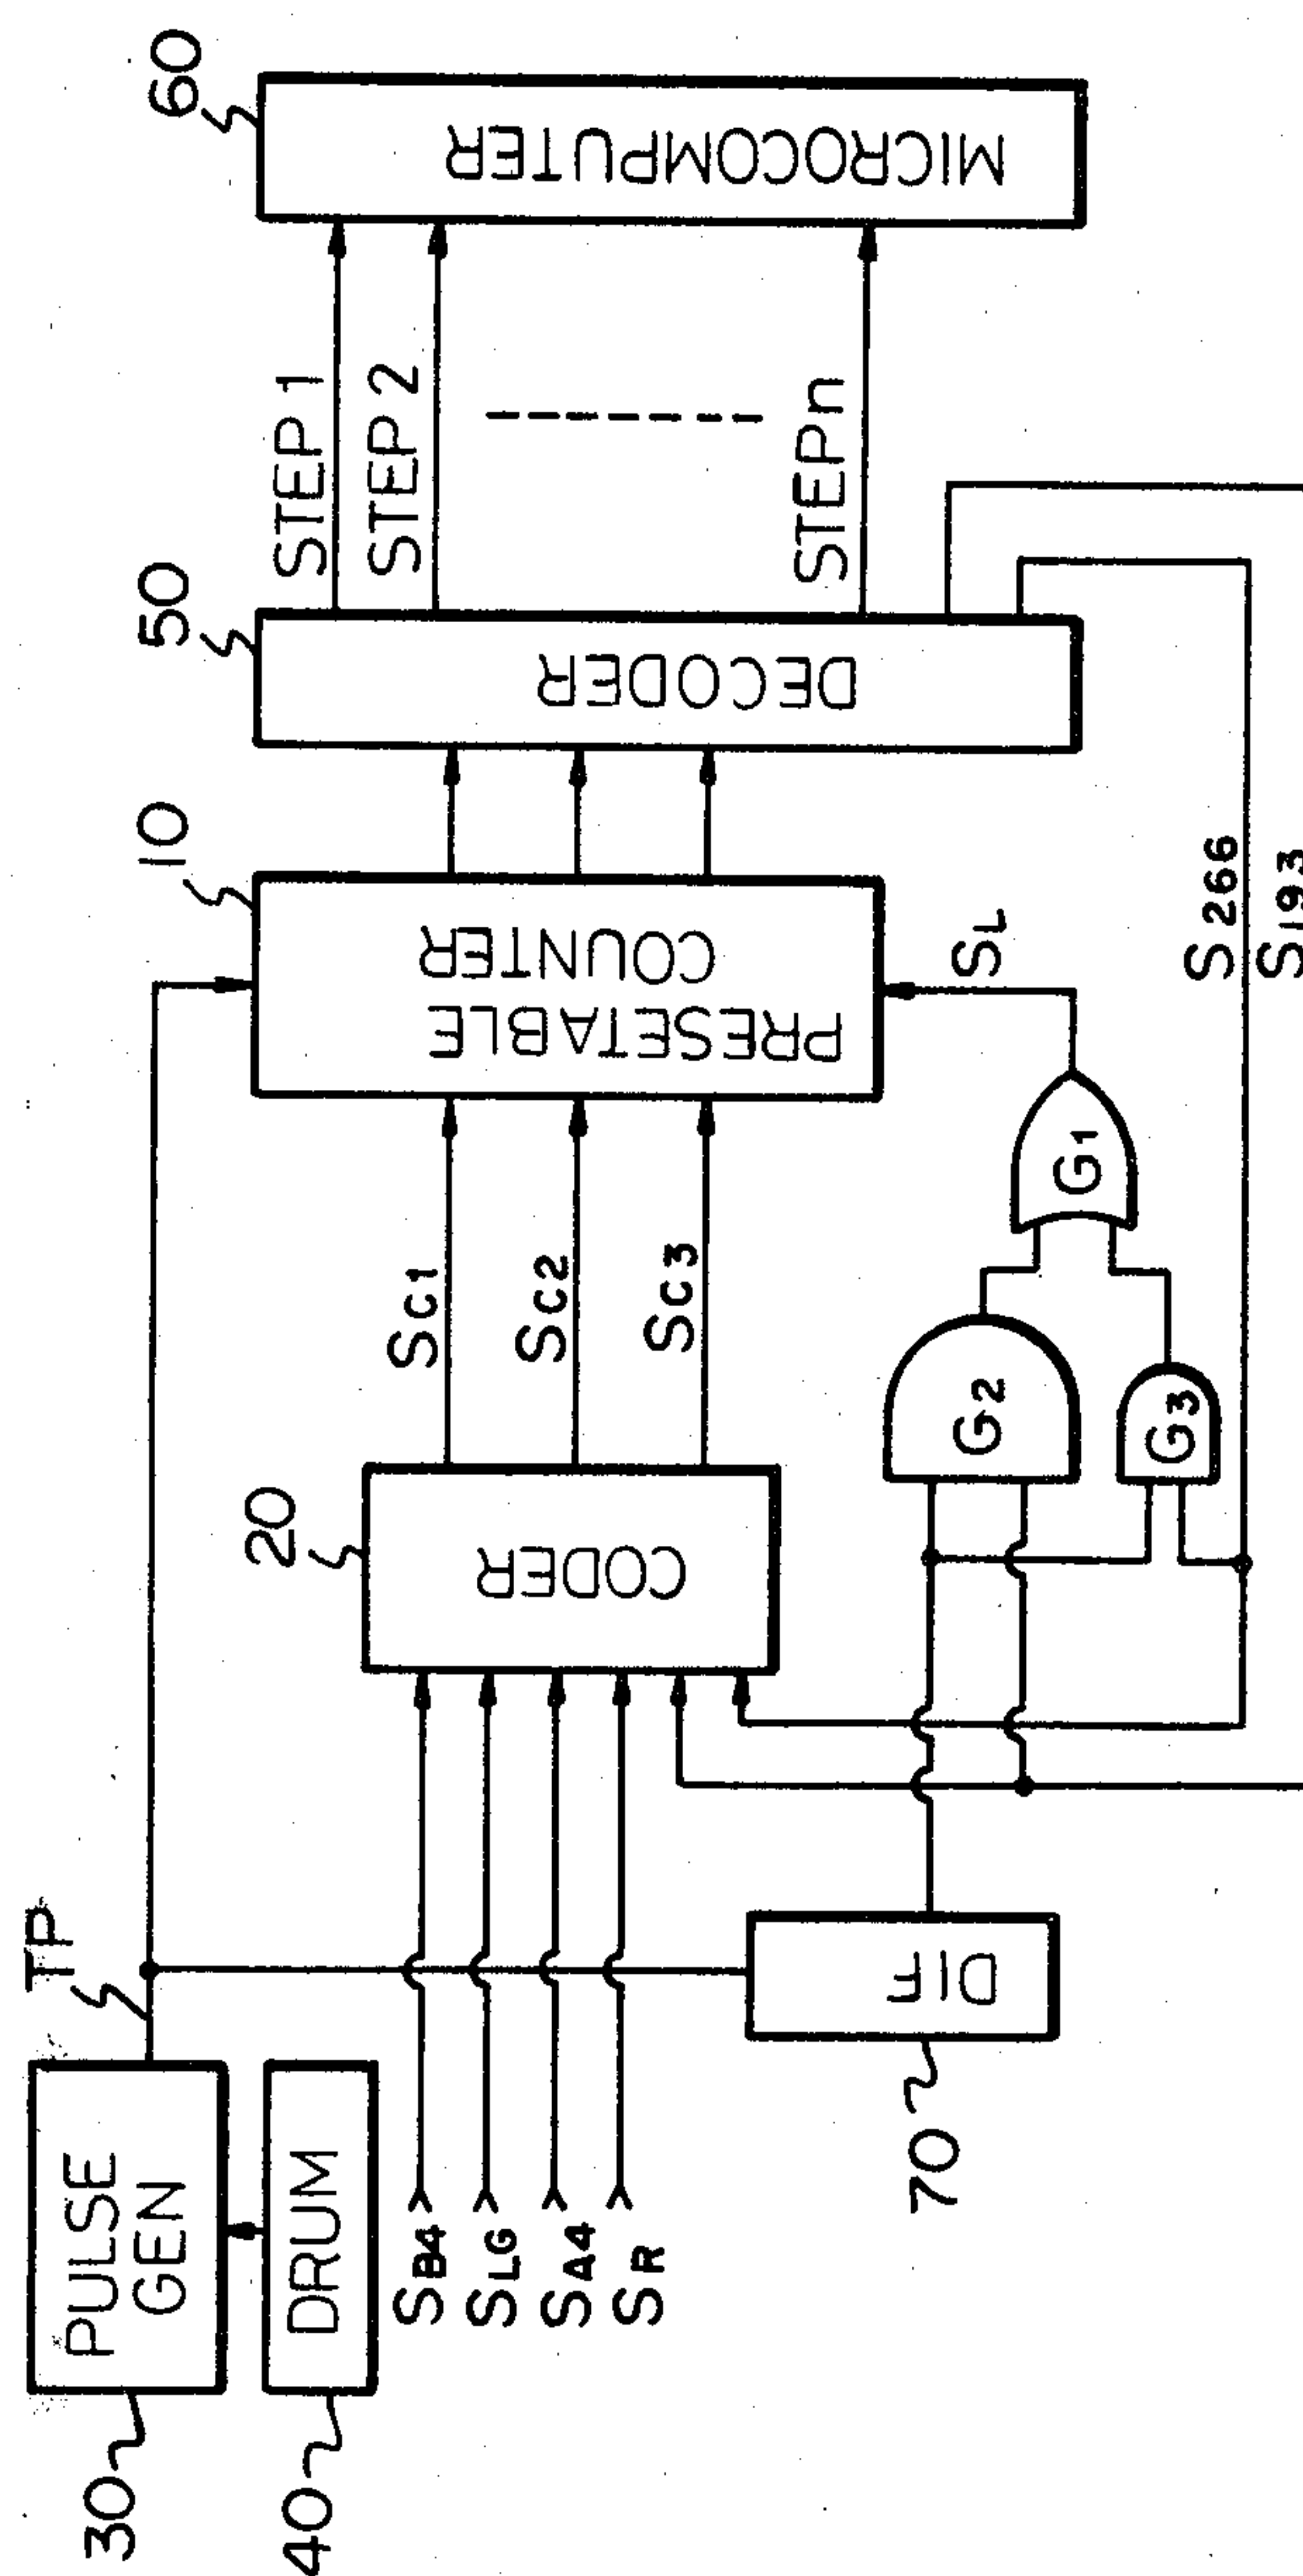 30
PULSE
GEN
TP
40
DRUM
SB4
SLG
SA4
SR
70
DIF
20
CODER
SC1
SC2
SC3
G2
G3
G1
SL
10
PRESETABLE
COUNTER
50
DECODER
S266
S193
STEP 1
STEP 2
STEPn
60
MICROCOMPUTER